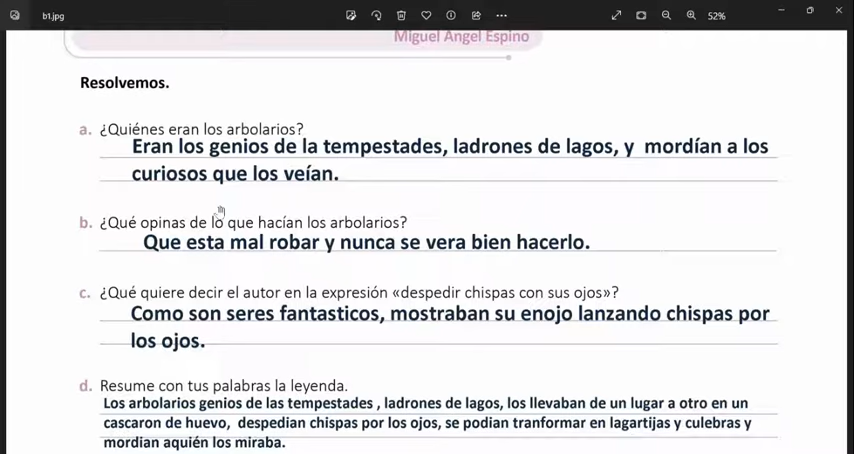 b1.jpg
52%
Miguel Angel Espino
Resolvemos.
a. ¿Quiénes eran los arbolarios?
Eran los genios de la tempestades, ladrones de lagos, y mordían a los
curiosos que los veían.
b. ¿Qué opinas de lo que hacían los arbolarios?
Que esta mal robar y nunca se vera bien hacerlo.
c. ¿Qué quiere decir el autor en la expresión «despedir chispas con sus ojos»?
Como son seres fantasticos, mostraban su enojo lanzando chispas por
los ojos.
d. Resume con tus palabras la leyenda.
Los arbolarios genios de las tempestades , ladrones de lagos, los llevaban de un lugar a otro en un
cascaron de huevo, despedian chispas por los ojos, se podian tranformar en lagartijas y culebras y
mordian aquién los miraba.